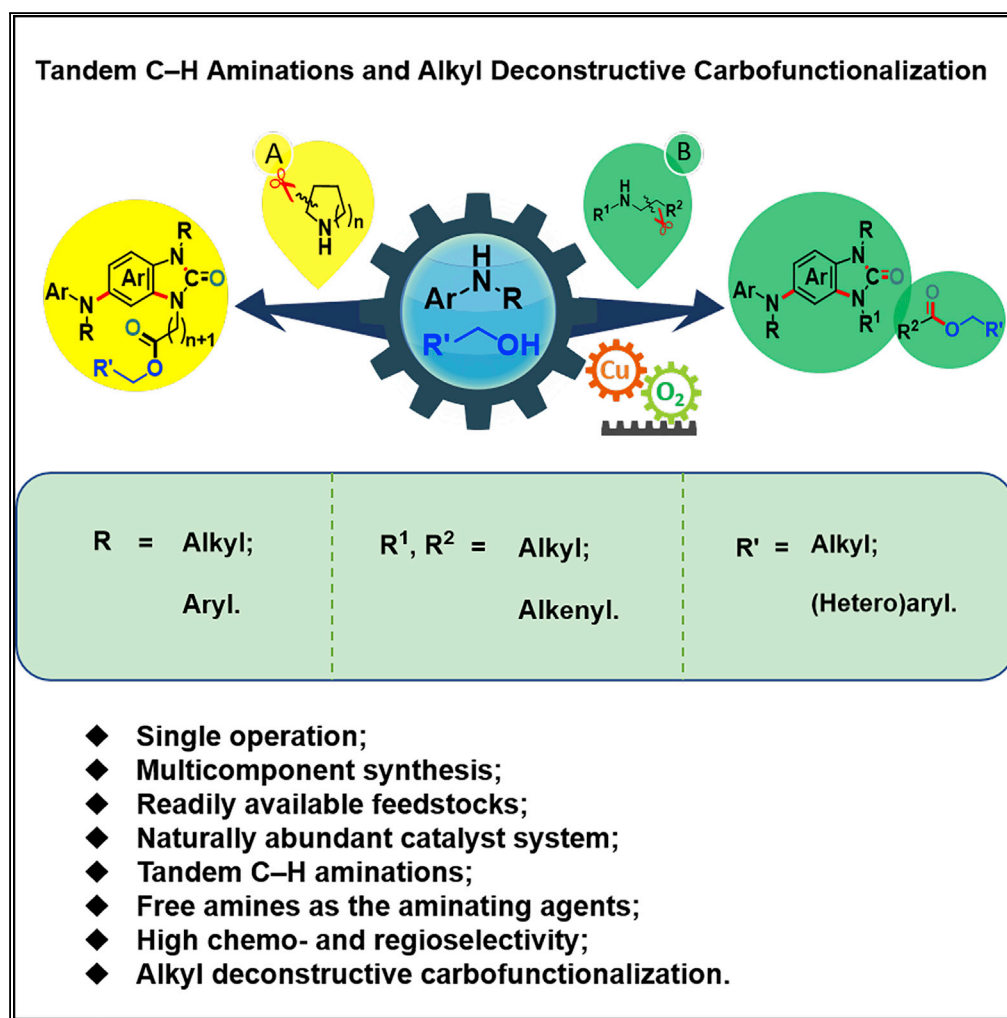 Tandem C–H Aminations and Alkyl Deconstructive Carbofunctionalization
A
N
H
n
B
H
R¹ N R²
R
N
Ar C=O
Ar N N
R
O n+1
R' O
H
Ar N R
R' OH
Cu
O₂
R
N
Ar C=O
Ar N N
R R¹
O
R² O R'
R = Alkyl;
Aryl.
R¹, R² = Alkyl;
Alkenyl.
R' = Alkyl;
(Hetero)aryl.
◆ Single operation;
◆ Multicomponent synthesis;
◆ Readily available feedstocks;
◆ Naturally abundant catalyst system;
◆ Tandem C–H aminations;
◆ Free amines as the aminating agents;
◆ High chemo- and regioselectivity;
◆ Alkyl deconstructive carbofunctionalization.